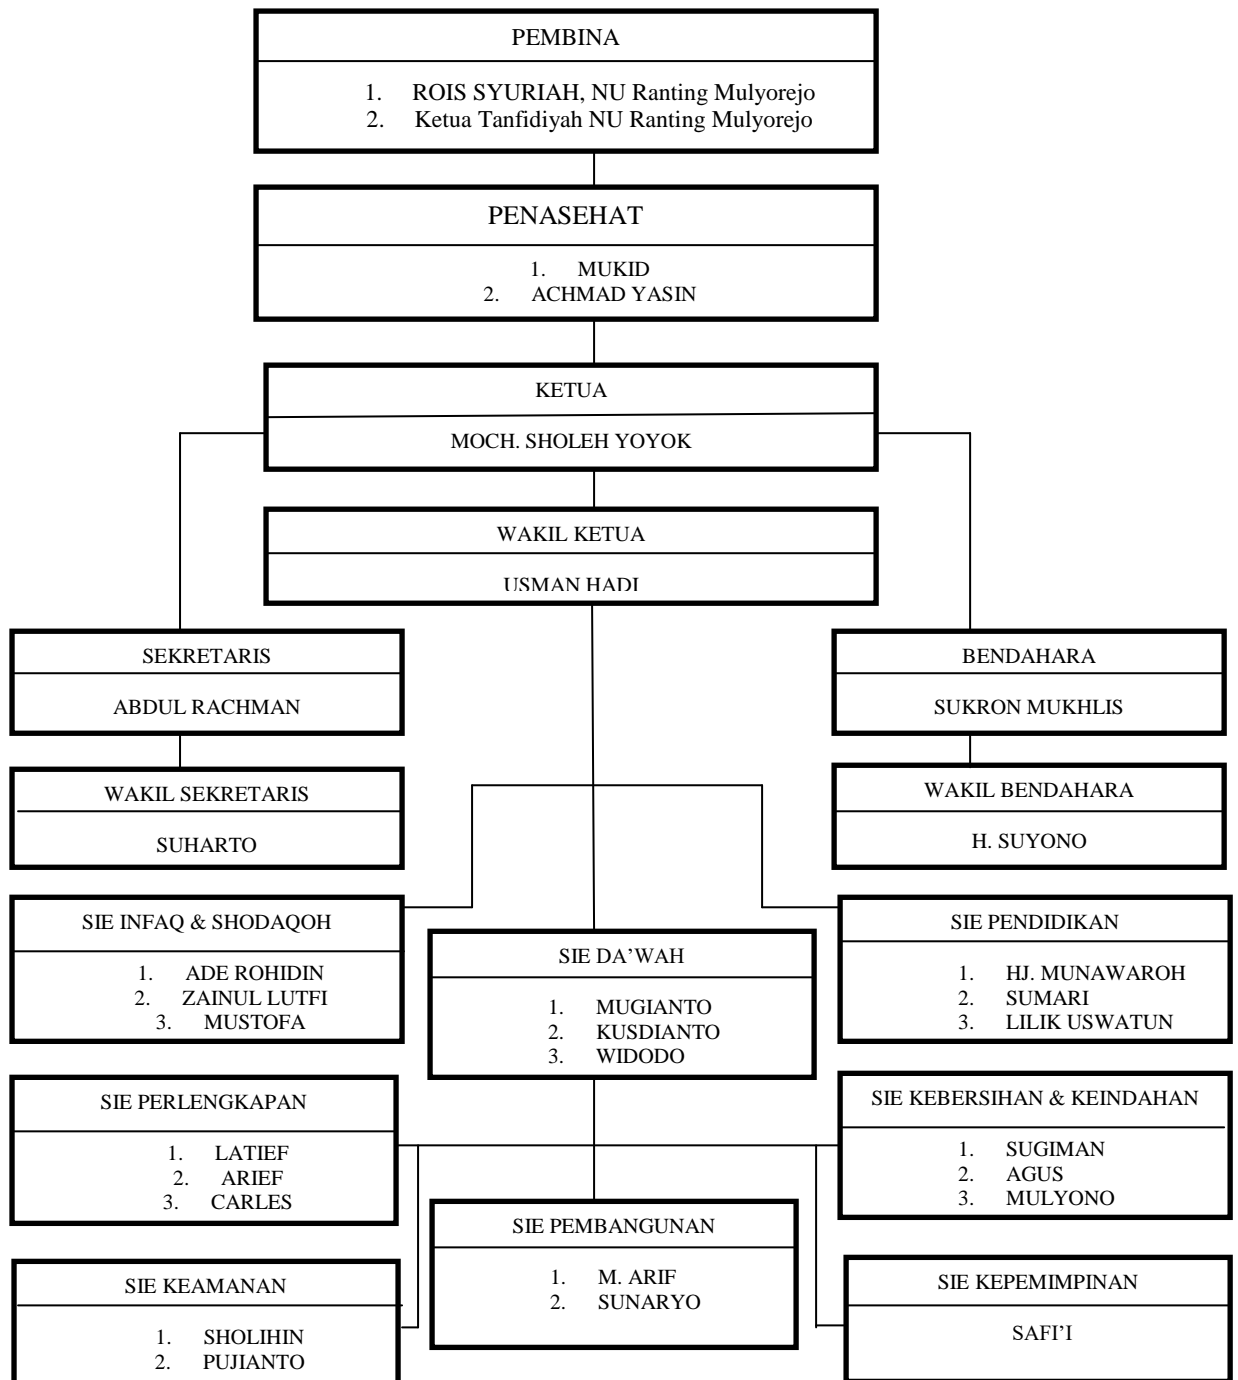 PEMBINA
1. ROIS SYURIAH, NU Ranting Mulyorejo
2. Ketua Tanfidiyah NU Ranting Mulyorejo
PENASEHAT
1. MUKID
2. ACHMAD YASIN
KETUA
MOCH. SHOLEH YOYOK
WAKIL KETUA
USMAN HADI
SEKRETARIS
ABDUL RACHMAN
BENDAHARA
SUKRON MUKHLIS
WAKIL SEKRETARIS
SUHARTO
WAKIL BENDAHARA
H. SUYONO
SIE INFAQ & SHODAQOH
1. ADE ROHIDIN
2. ZAINUL LUTFI
3. MUSTOFA
SIE DA’WAH
1. MUGIANTO
2. KUSDIANTO
3. WIDODO
SIE PENDIDIKAN
1. HJ. MUNAWAROH
2. SUMARI
3. LILIK USWATUN
SIE PERLENGKAPAN
1. LATIEF
2. ARIEF
3. CARLES
SIE KEBERSIHAN & KEINDAHAN
1. SUGIMAN
2. AGUS
3. MULYONO
SIE PEMBANGUNAN
1. M. ARIF
2. SUNARYO
SIE KEAMANAN
1. SHOLIHIN
2. PUJIANTO
SIE KEPEMIMPINAN
SAFI’I